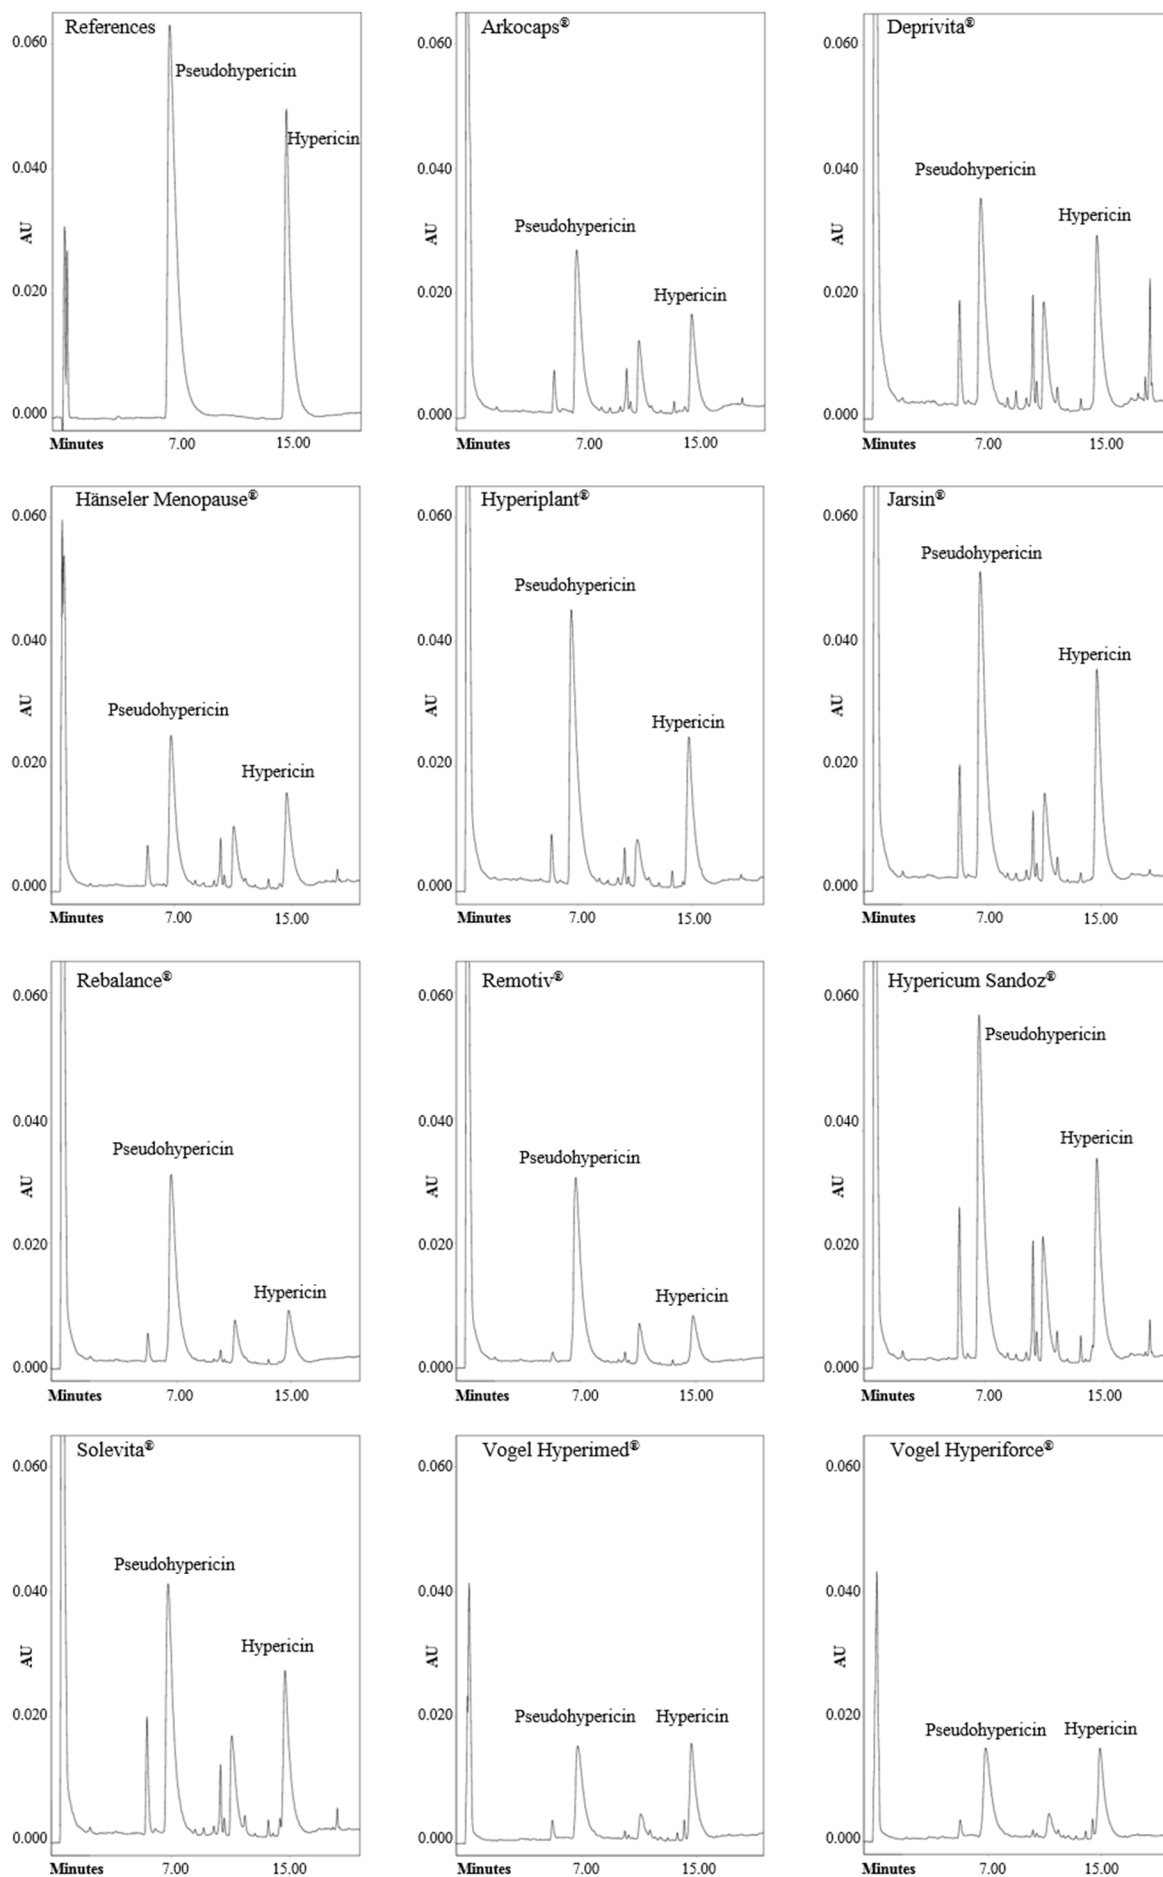 References
0.060
Pseudohypericin
Hypericin
0.040
AU
0.020
0.000
Minutes 7.00 15.00
Arkocaps®
0.060
0.040
Pseudohypericin
AU
Hypericin
0.020
0.000
Minutes 7.00 15.00
Deprivita®
0.060
0.040
Pseudohypericin
Hypericin
AU
0.020
0.000
Minutes 7.00 15.00
Hänseler Menopause®
0.060
0.040
Pseudohypericin
AU
Hypericin
0.020
0.000
Minutes 7.00 15.00
Hyperiplant®
0.060
Pseudohypericin
0.040
AU
Hypericin
0.020
0.000
Minutes 7.00 15.00
Jarsin®
0.060
Pseudohypericin
0.040
Hypericin
AU
0.020
0.000
Minutes 7.00 15.00
Rebalance®
0.060
0.040
Pseudohypericin
AU
0.020
Hypericin
0.000
Minutes 7.00 15.00
Remotiv®
0.060
0.040
Pseudohypericin
AU
0.020
Hypericin
0.000
Minutes 7.00 15.00
Hypericum Sandoz®
0.060
Pseudohypericin
0.040
Hypericin
AU
0.020
0.000
Minutes 7.00 15.00
Solevita®
0.060
Pseudohypericin
0.040
Hypericin
AU
0.020
0.000
Minutes 7.00 15.00
Vogel Hyperimed®
0.060
0.040
AU
0.020
Pseudohypericin Hypericin
0.000
Minutes 7.00 15.00
Vogel Hyperiforce®
0.060
0.040
AU
0.020
Pseudohypericin Hypericin
0.000
Minutes 7.00 15.00